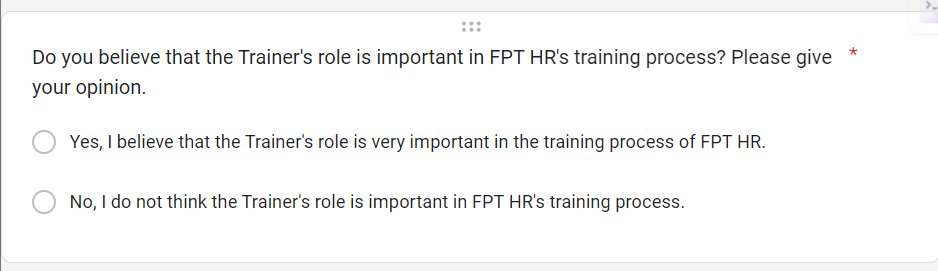 Do you believe that the Trainer's role is important in FPT HR's training process? Please give *
your opinion.
Yes, I believe that the Trainer's role is very important in the training process of FPT HR.
No, I do not think the Trainer's role is important in FPT HR's training process.